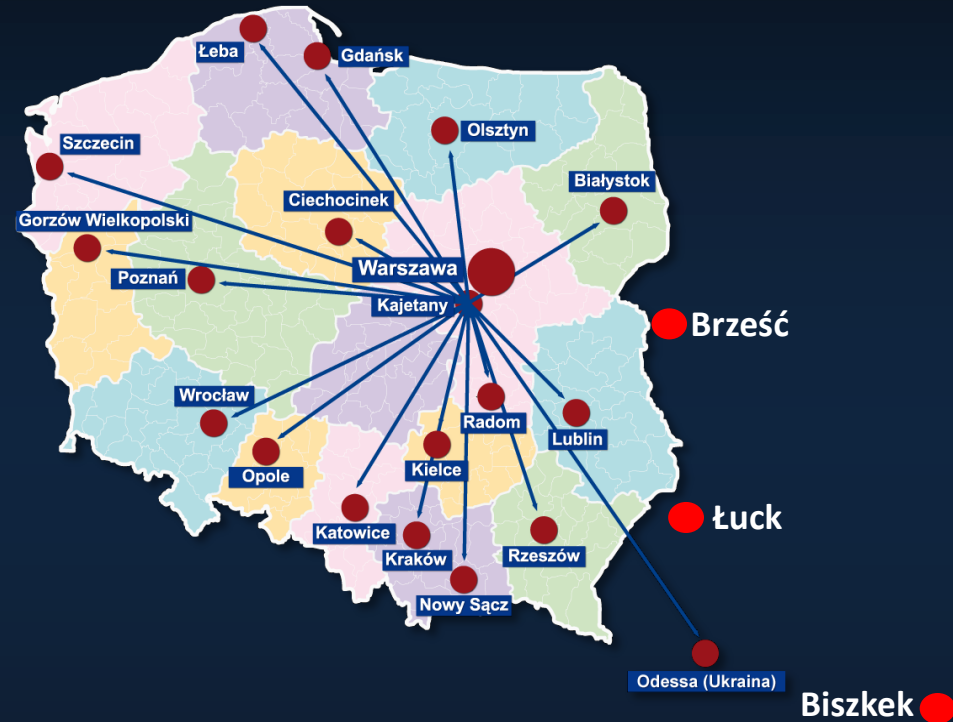 Łeba
Gdańsk
Olsztyn
Szczecin
Białystok
Ciechocinek
Gorzów Wielkopolski
Warszawa
Poznań
Kajetany
Brześć
Wrocław
Radom
Lublin
Kielce
Opole
Łuck
Katowice
Kraków
Rzeszów
Nowy Sącz
Odessa (Ukraina)
Biszkek